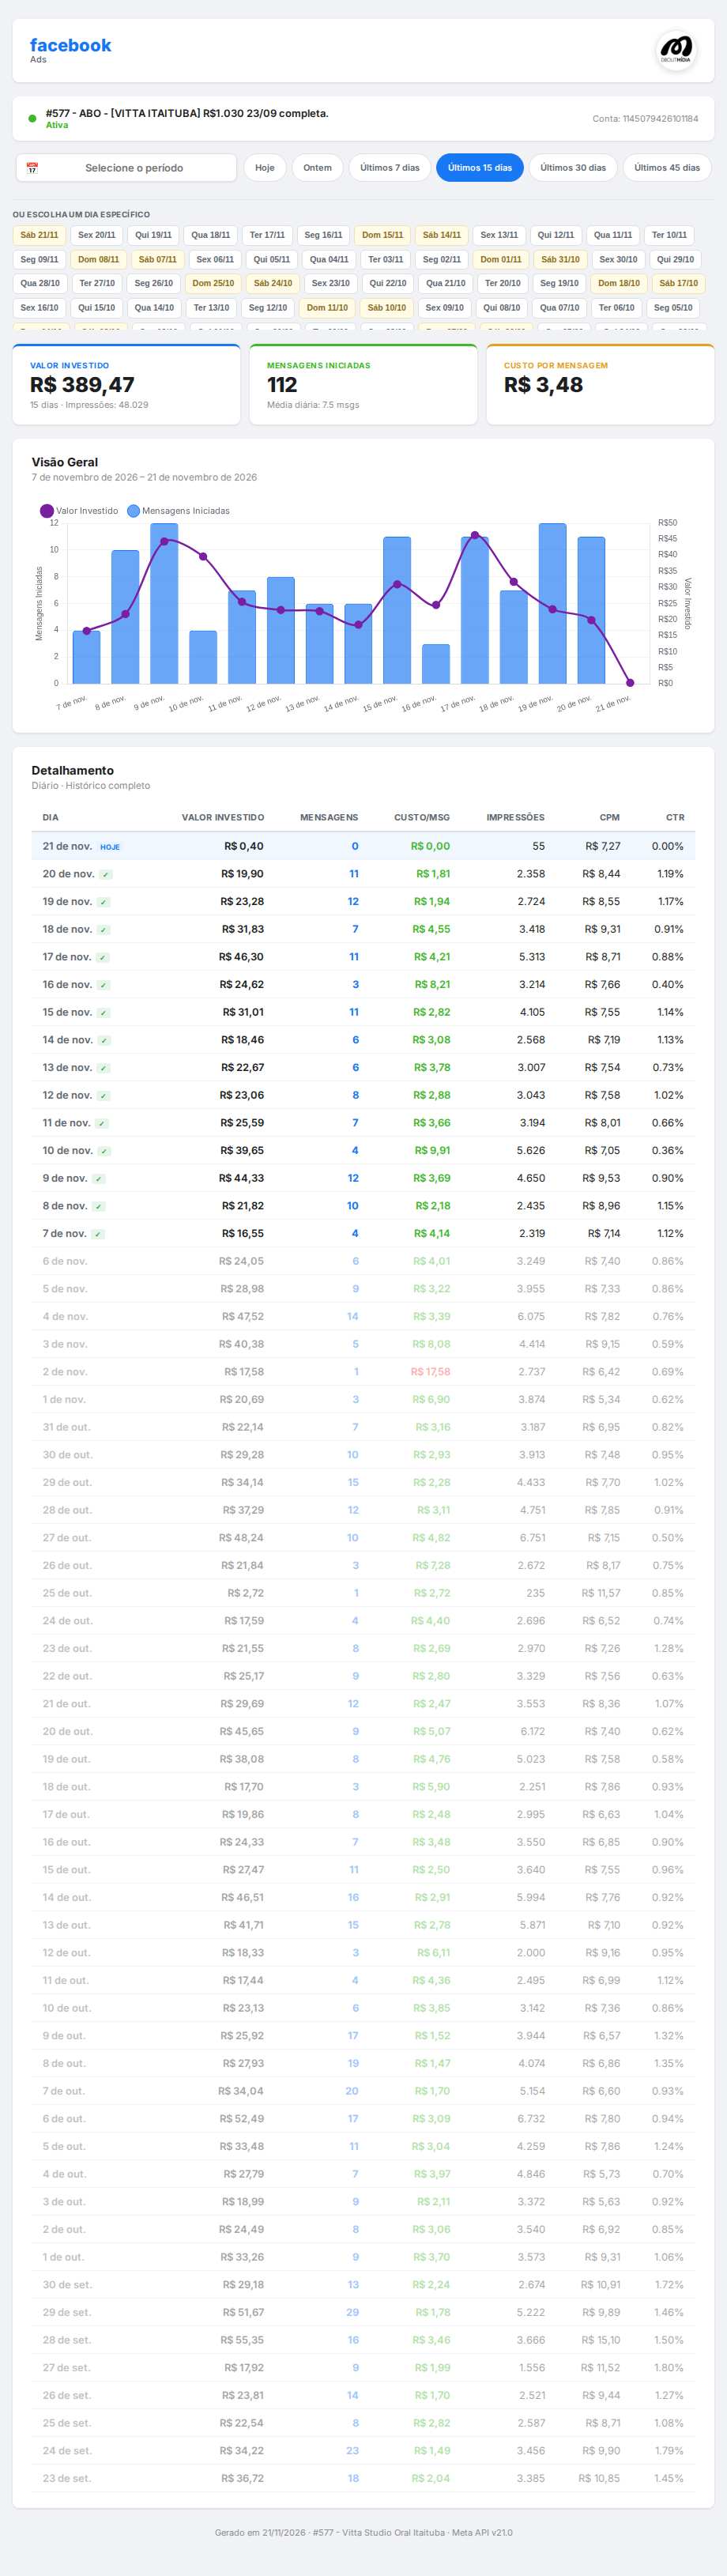 facebook
Ads
DBOUTMÍDIA
#577 - ABO - [VITTA ITAITUBA] R$1.030 23/09 completa.
Ativa
Conta: 1145079426101184
Selecione o período Hoje Ontem Últimos 7 dias Últimos 15 dias Últimos 30 dias Últimos 45 dias
OU ESCOLHA UM DIA ESPECÍFICO
Sáb 21/11 Sex 20/11 Qui 19/11 Qua 18/11 Ter 17/11 Seg 16/11 Dom 15/11 Sáb 14/11 Sex 13/11 Qui 12/11 Qua 11/11 Ter 10/11
Seg 09/11 Dom 08/11 Sáb 07/11 Sex 06/11 Qui 05/11 Qua 04/11 Ter 03/11 Seg 02/11 Dom 01/11 Sáb 31/10 Sex 30/10 Qui 29/10
Qua 28/10 Ter 27/10 Seg 26/10 Dom 25/10 Sáb 24/10 Sex 23/10 Qui 22/10 Qua 21/10 Ter 20/10 Seg 19/10 Dom 18/10 Sáb 17/10
Sex 16/10 Qui 15/10 Qua 14/10 Ter 13/10 Seg 12/10 Dom 11/10 Sáb 10/10 Sex 09/10 Qui 08/10 Qua 07/10 Ter 06/10 Seg 05/10
VALOR INVESTIDO
R$ 389,47
15 dias · Impressões: 48.029
MENSAGENS INICIADAS
112
Média diária: 7.5 msgs
CUSTO POR MENSAGEM
R$ 3,48
Visão Geral
7 de novembro de 2026 – 21 de novembro de 2026
Valor Investido Mensagens Iniciadas
12
10
8
6
4
2
0
Mensagens Iniciadas
R$50
R$45
R$40
R$35
R$30
R$25
R$20
R$15
R$10
R$5
R$0
Valor Investido
7 de nov. 8 de nov. 9 de nov. 10 de nov. 11 de nov. 12 de nov. 13 de nov. 14 de nov. 15 de nov. 16 de nov. 17 de nov. 18 de nov. 19 de nov. 20 de nov. 21 de nov.
Detalhamento
Diário · Histórico completo
DIA VALOR INVESTIDO MENSAGENS CUSTO/MSG IMPRESSÕES CPM CTR
21 de nov. HOJE R$ 0,40 0 R$ 0,00 55 R$ 7,27 0.00%
20 de nov. ✓ R$ 19,90 11 R$ 1,81 2.358 R$ 8,44 1.19%
19 de nov. ✓ R$ 23,28 12 R$ 1,94 2.724 R$ 8,55 1.17%
18 de nov. ✓ R$ 31,83 7 R$ 4,55 3.418 R$ 9,31 0.91%
17 de nov. ✓ R$ 46,30 11 R$ 4,21 5.313 R$ 8,71 0.88%
16 de nov. ✓ R$ 24,62 3 R$ 8,21 3.214 R$ 7,66 0.40%
15 de nov. ✓ R$ 31,01 11 R$ 2,82 4.105 R$ 7,55 1.14%
14 de nov. ✓ R$ 18,46 6 R$ 3,08 2.568 R$ 7,19 1.13%
13 de nov. ✓ R$ 22,67 6 R$ 3,78 3.007 R$ 7,54 0.73%
12 de nov. ✓ R$ 23,06 8 R$ 2,88 3.043 R$ 7,58 1.02%
11 de nov. ✓ R$ 25,59 7 R$ 3,66 3.194 R$ 8,01 0.66%
10 de nov. ✓ R$ 39,65 4 R$ 9,91 5.626 R$ 7,05 0.36%
9 de nov. ✓ R$ 44,33 12 R$ 3,69 4.650 R$ 9,53 0.90%
8 de nov. ✓ R$ 21,82 10 R$ 2,18 2.435 R$ 8,96 1.15%
7 de nov. ✓ R$ 16,55 4 R$ 4,14 2.319 R$ 7,14 1.12%
6 de nov. R$ 24,05 6 R$ 4,01 3.249 R$ 7,40 0.86%
5 de nov. R$ 28,98 9 R$ 3,22 3.955 R$ 7,33 0.86%
4 de nov. R$ 47,52 14 R$ 3,39 6.075 R$ 7,82 0.76%
3 de nov. R$ 40,38 5 R$ 8,08 4.414 R$ 9,15 0.59%
2 de nov. R$ 17,58 1 R$ 17,58 2.737 R$ 6,42 0.69%
1 de nov. R$ 20,69 3 R$ 6,90 3.874 R$ 5,34 0.62%
31 de out. R$ 22,14 7 R$ 3,16 3.187 R$ 6,95 0.82%
30 de out. R$ 29,28 10 R$ 2,93 3.913 R$ 7,48 0.95%
29 de out. R$ 34,14 15 R$ 2,28 4.433 R$ 7,70 1.02%
28 de out. R$ 37,29 12 R$ 3,11 4.751 R$ 7,85 0.91%
27 de out. R$ 48,24 10 R$ 4,82 6.751 R$ 7,15 0.50%
26 de out. R$ 21,84 3 R$ 7,28 2.672 R$ 8,17 0.75%
25 de out. R$ 2,72 1 R$ 2,72 235 R$ 11,57 0.85%
24 de out. R$ 17,59 4 R$ 4,40 2.696 R$ 6,52 0.74%
23 de out. R$ 21,55 8 R$ 2,69 2.970 R$ 7,26 1.28%
22 de out. R$ 25,17 9 R$ 2,80 3.329 R$ 7,56 0.63%
21 de out. R$ 29,69 12 R$ 2,47 3.553 R$ 8,36 1.07%
20 de out. R$ 45,65 9 R$ 5,07 6.172 R$ 7,40 0.62%
19 de out. R$ 38,08 8 R$ 4,76 5.023 R$ 7,58 0.58%
18 de out. R$ 17,70 3 R$ 5,90 2.251 R$ 7,86 0.93%
17 de out. R$ 19,86 8 R$ 2,48 2.995 R$ 6,63 1.04%
16 de out. R$ 24,33 7 R$ 3,48 3.550 R$ 6,85 0.90%
15 de out. R$ 27,47 11 R$ 2,50 3.640 R$ 7,55 0.96%
14 de out. R$ 46,51 16 R$ 2,91 5.994 R$ 7,76 0.92%
13 de out. R$ 41,71 15 R$ 2,78 5.871 R$ 7,10 0.92%
12 de out. R$ 18,33 3 R$ 6,11 2.000 R$ 9,16 0.95%
11 de out. R$ 17,44 4 R$ 4,36 2.495 R$ 6,99 1.12%
10 de out. R$ 23,13 6 R$ 3,85 3.142 R$ 7,36 0.86%
9 de out. R$ 25,92 17 R$ 1,52 3.944 R$ 6,57 1.32%
8 de out. R$ 27,93 19 R$ 1,47 4.074 R$ 6,86 1.35%
7 de out. R$ 34,04 20 R$ 1,70 5.154 R$ 6,60 0.93%
6 de out. R$ 52,49 17 R$ 3,09 6.732 R$ 7,80 0.94%
5 de out. R$ 33,48 11 R$ 3,04 4.259 R$ 7,86 1.24%
4 de out. R$ 27,79 7 R$ 3,97 4.846 R$ 5,73 0.70%
3 de out. R$ 18,99 9 R$ 2,11 3.372 R$ 5,63 0.92%
2 de out. R$ 24,49 8 R$ 3,06 3.540 R$ 6,92 0.85%
1 de out. R$ 33,26 9 R$ 3,70 3.573 R$ 9,31 1.06%
30 de set. R$ 29,18 13 R$ 2,24 2.674 R$ 10,91 1.72%
29 de set. R$ 51,67 29 R$ 1,78 5.222 R$ 9,89 1.46%
28 de set. R$ 55,35 16 R$ 3,46 3.666 R$ 15,10 1.50%
27 de set. R$ 17,92 9 R$ 1,99 1.556 R$ 11,52 1.80%
26 de set. R$ 23,81 14 R$ 1,70 2.521 R$ 9,44 1.27%
25 de set. R$ 22,54 8 R$ 2,82 2.587 R$ 8,71 1.08%
24 de set. R$ 34,22 23 R$ 1,49 3.456 R$ 9,90 1.79%
23 de set. R$ 36,72 18 R$ 2,04 3.385 R$ 10,85 1.45%
Gerado em 21/11/2026 · #577 - Vitta Studio Oral Itaituba · Meta API v21.0